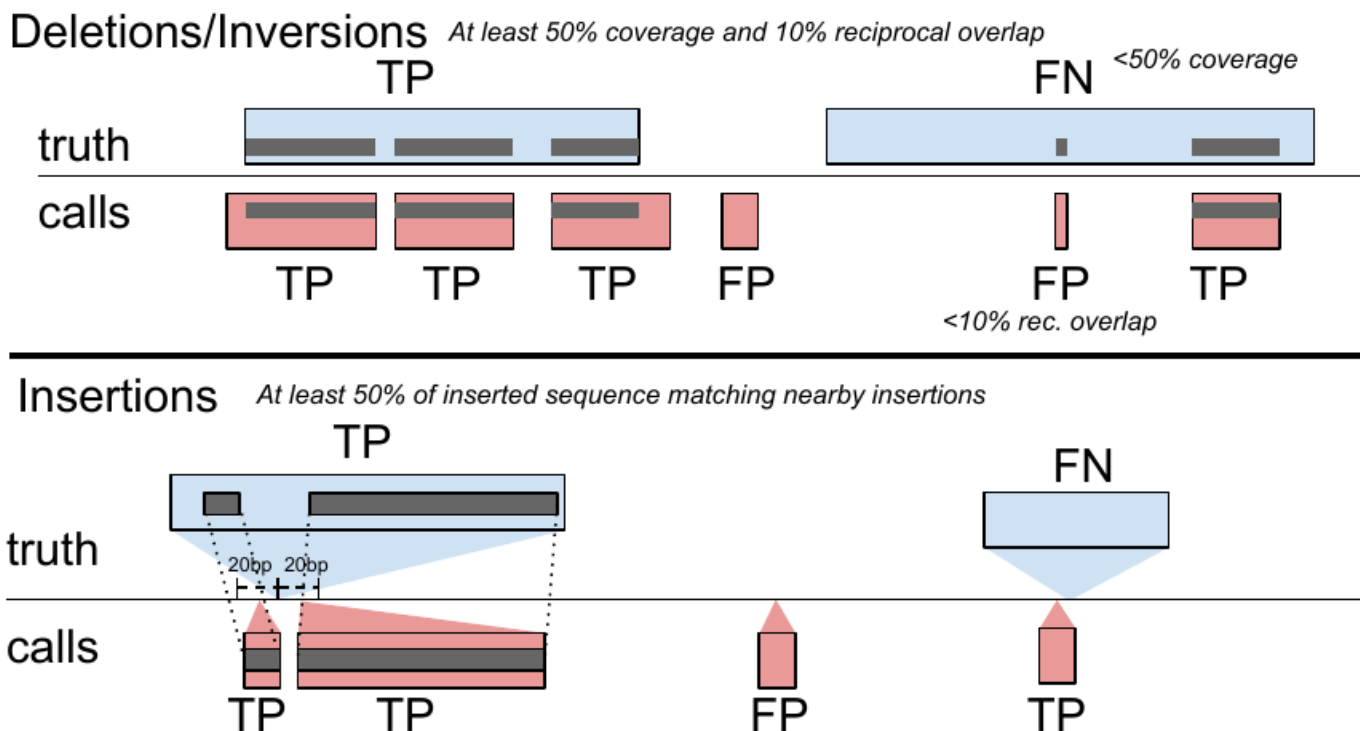 Deletions/Inversions At least 50% coverage and 10% reciprocal overlap
TP FN <50% coverage
truth
calls
TP TP TP FP FP TP
<10% rec. overlap
Insertions At least 50% of inserted sequence matching nearby insertions
TP FN
truth
20bp 20bp
calls
TP TP FP TP